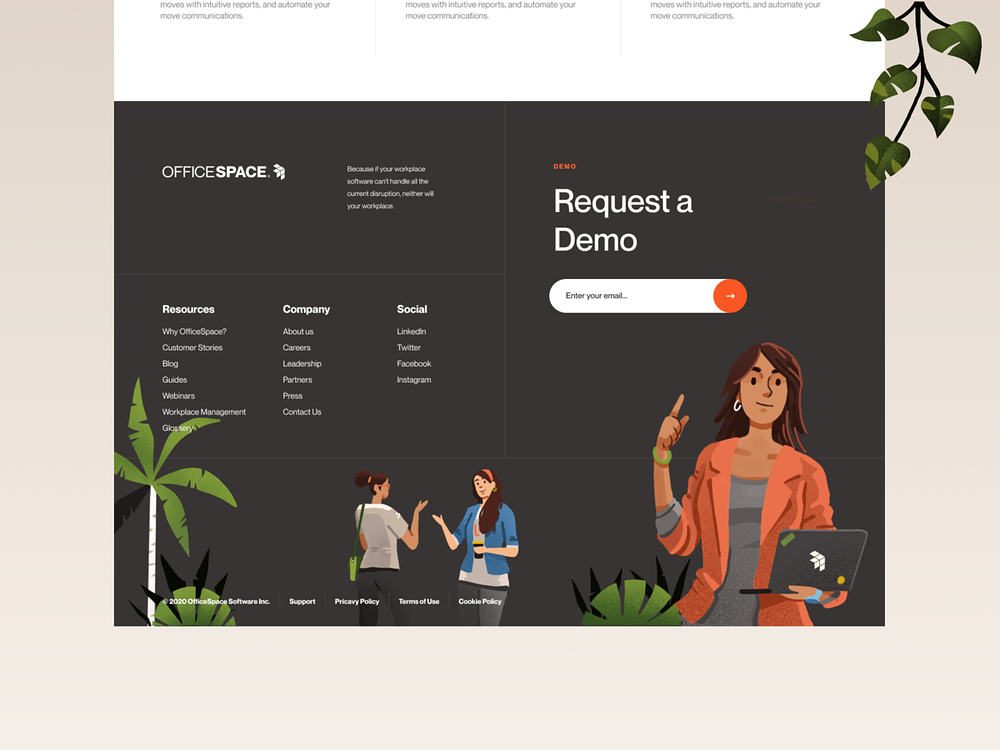 moves with intuitive reports, and automate your
move communications.
moves with intuitive reports, and automate your
move communications.
moves with intuitive reports, and automate your
move communications.
OFFICESPACE®
Because if your workplace
software can't handle all the
current disruption, neither will
your workplace.
DEMO
Request a
Demo
Enter your email...
Resources
Why OfficeSpace?
Customer Stories
Blog
Guides
Webinars
Workplace Management
Glossery
Company
About us
Careers
Leadership
Partners
Press
Contact Us
Social
LinkedIn
Twitter
Facebook
Instagram
© 2020 OfficeSpace Software Inc.
Support
Pricavy Policy
Terms of Use
Cookie Policy